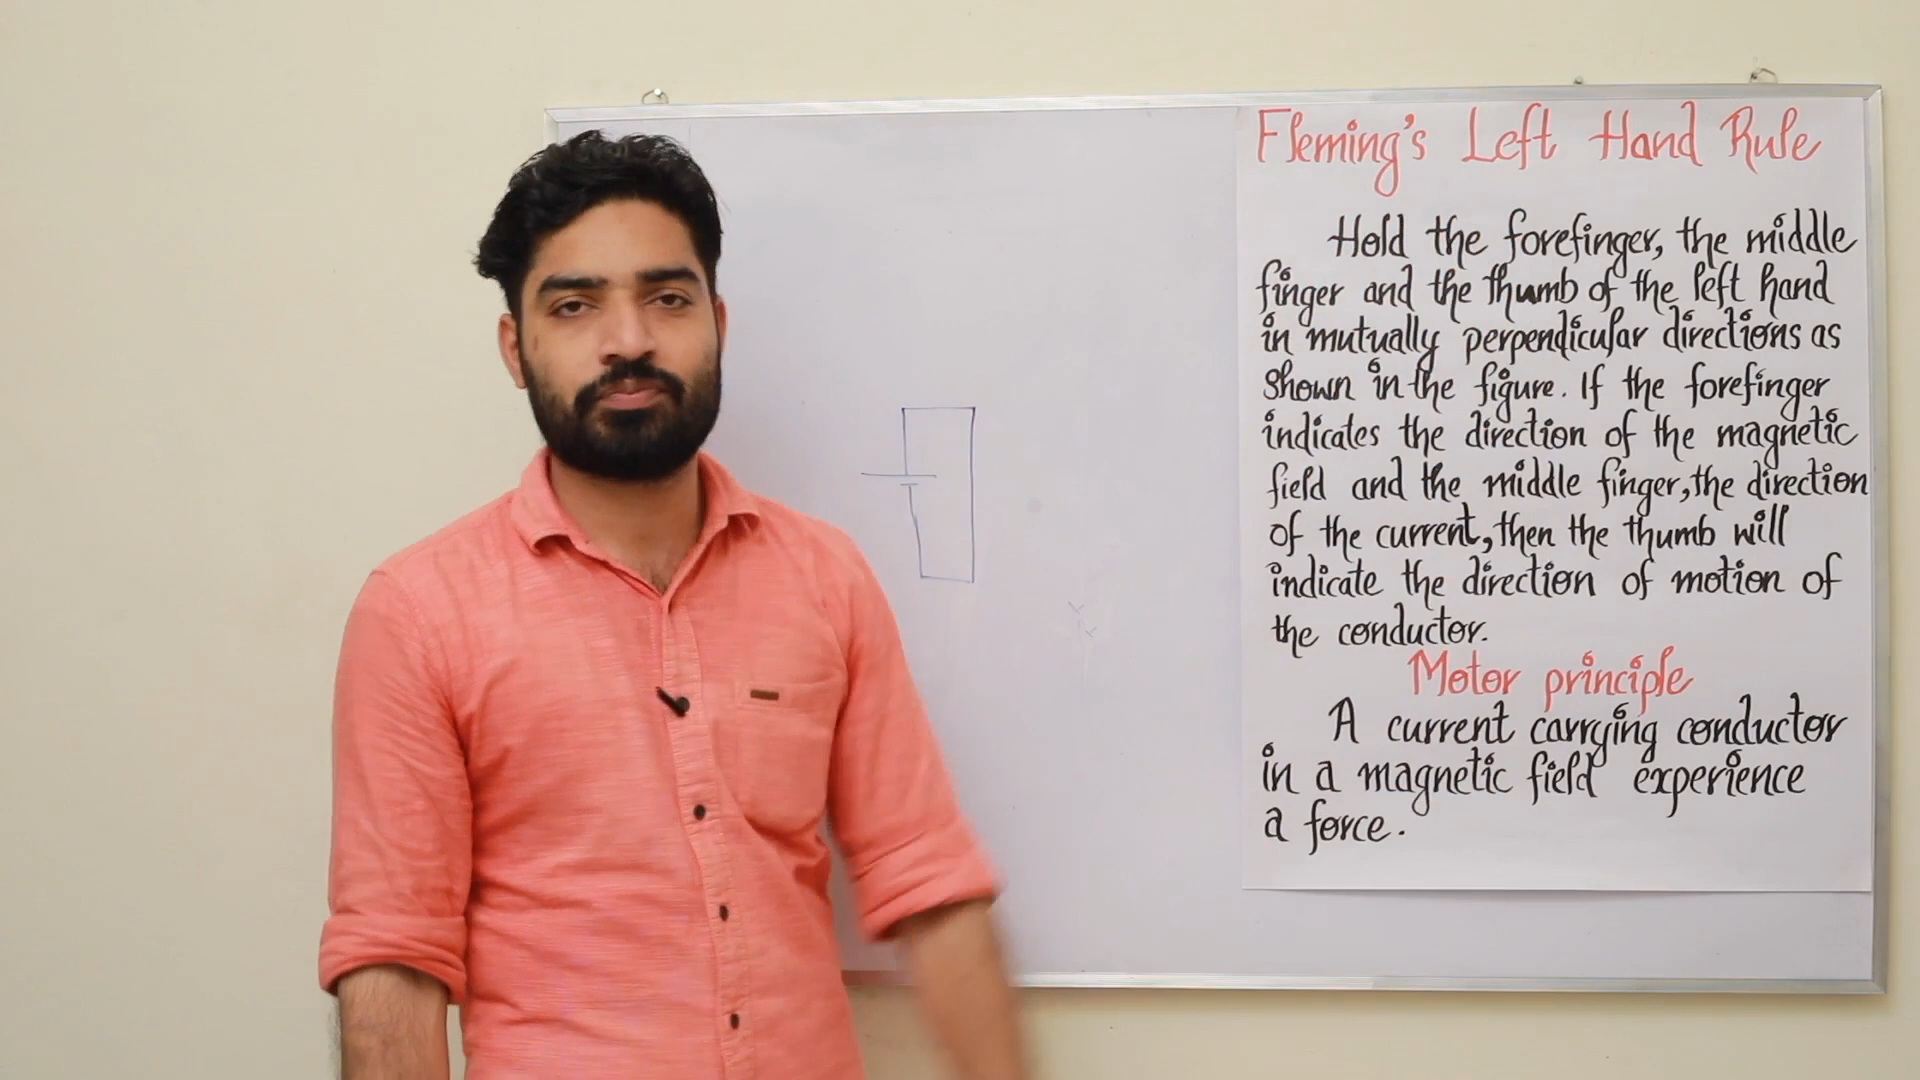 Fleming's Left Hand Rule
Hold the forefinger, the middle
finger and the thumb of the left hand
in mutually perpendicular directions as
shown in the figure. If the forefinger
indicates the direction of the magnetic
field and the middle finger, the direction
of the current, then the thumb will
indicate the direction of motion of
the conductor.
Motor principle
A current carrying conductor
in a magnetic field experience
a force.